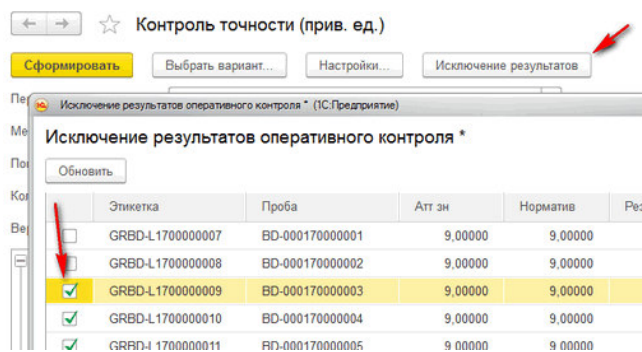 Контроль точности (прив. ед.)
Сформировать Выбрать вариант... Настройки... Исключение результатов
Исключение результатов оперативного контроля * (1С:Предприятие)
Исключение результатов оперативного контроля *
Обновить
Этикетка Проба Атт зн Норматив
GRBD-L1700000007 BD-000170000001 9,00000 9,00000
GRBD-L1700000008 BD-000170000002 9,00000 9,00000
GRBD-L1700000009 BD-000170000003 9,00000 9,00000
GRBD-L1700000010 BD-000170000004 9,00000 9,00000
GRBD-L1700000011 BD-000170000005 9,00000 9,00000